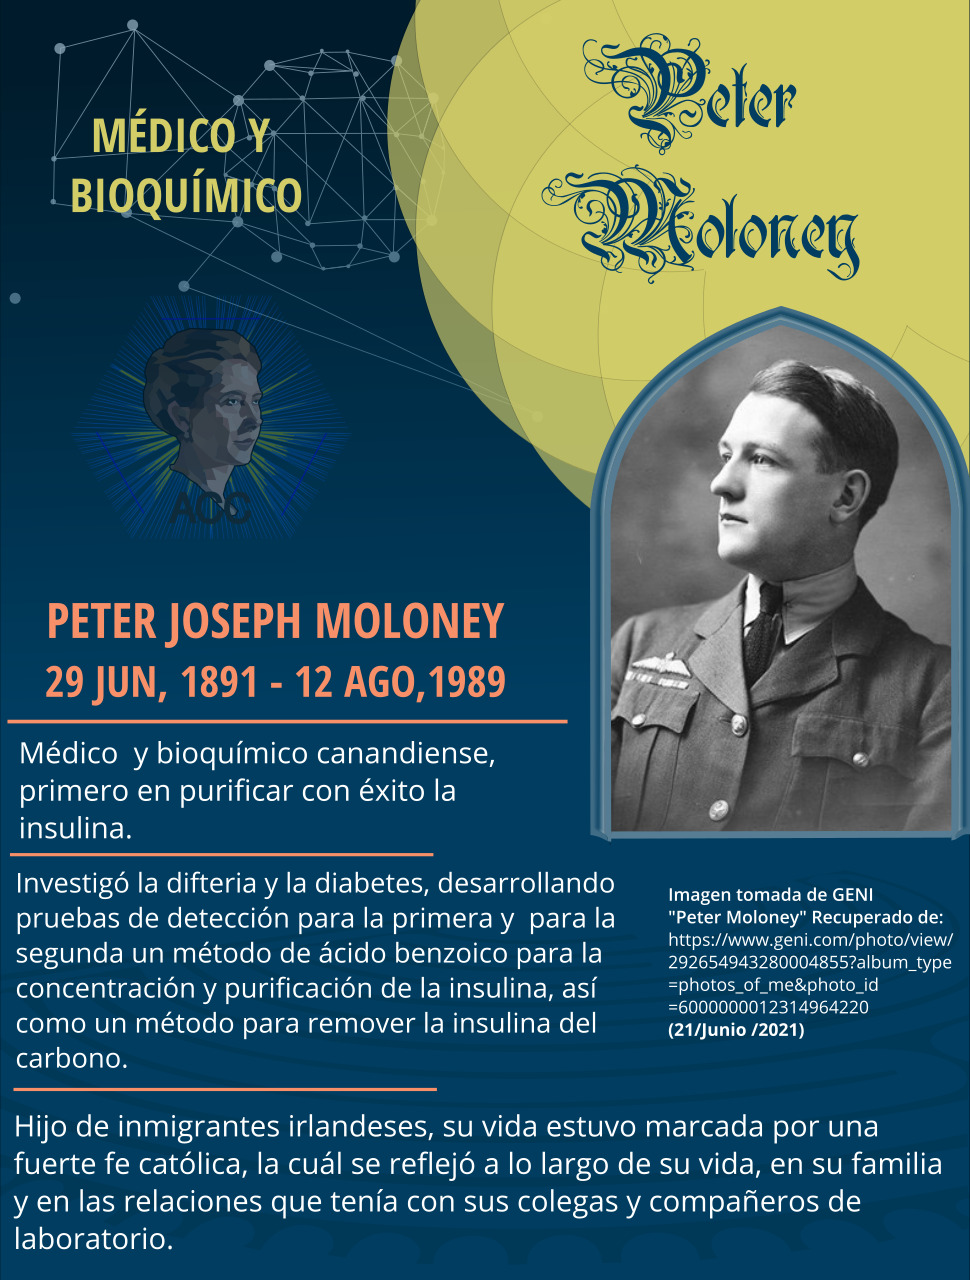 MÉDICO Y
BIOQUÍMICO
Peter
Moloney
ACC
PETER JOSEPH MOLONEY
29 JUN, 1891 - 12 AGO,1989
Médico y bioquímico canandiense,
primero en purificar con éxito la
insulina.
Investigó la difteria y la diabetes, desarrollando
pruebas de detección para la primera y para la
segunda un método de ácido benzoico para la
concentración y purificación de la insulina, así
como un método para remover la insulina del
carbono.
Imagen tomada de GENI
"Peter Moloney" Recuperado de:
https://www.geni.com/photo/view/
292654943280004855?album_type
=photos_of_me&photo_id
=6000000012314964220
(21/Junio /2021)
Hijo de inmigrantes irlandeses, su vida estuvo marcada por una
fuerte fe católica, la cuál se reflejó a lo largo de su vida, en su familia
y en las relaciones que tenía con sus colegas y compañeros de
laboratorio.